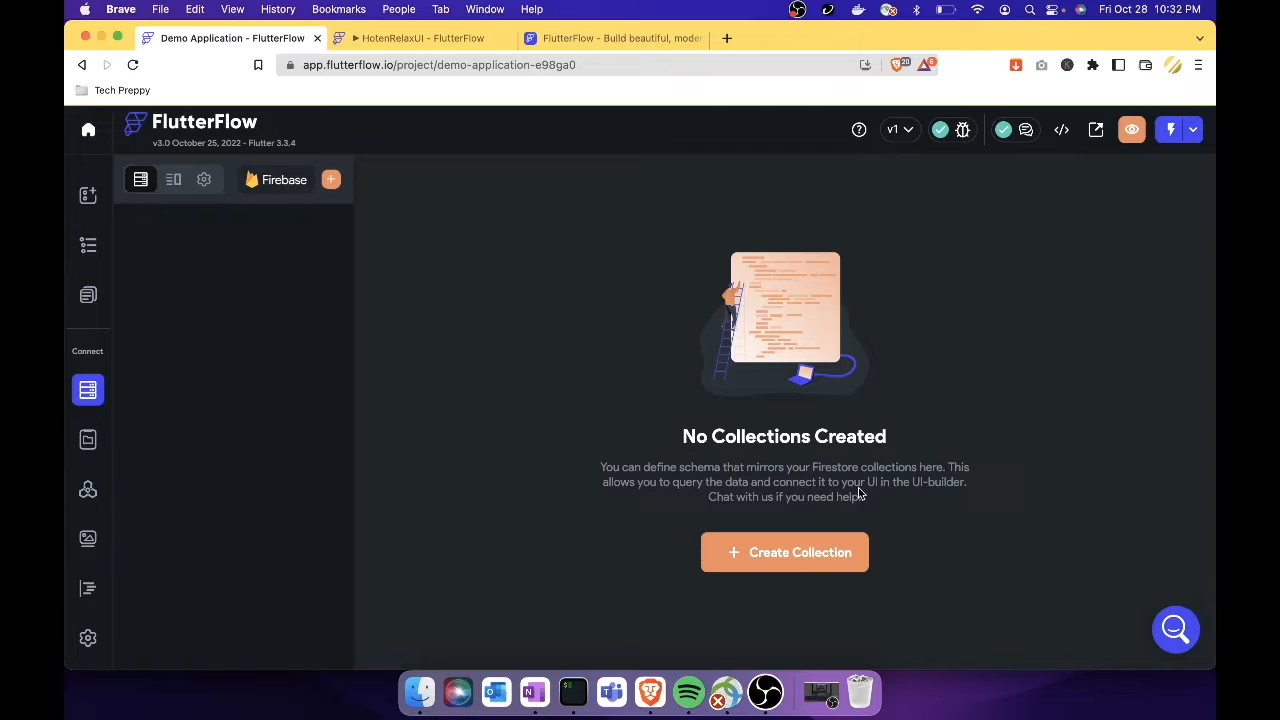 Brave File Edit View History Bookmarks People Tab Window Help Fri Oct 28 10:32 PM
Demo Application - FlutterFlow HotenRelaxUI - FlutterFlow FlutterFlow - Build beautiful, moder
app.flutterflow.io/project/demo-application-e98ga0 20 6
Tech Preppy
FlutterFlow
v3.0 October 25, 2022 - Flutter 3.3.4
v1
Firebase
Connect
No Collections Created
You can define schema that mirrors your Firestore collections here. This
allows you to query the data and connect it to your UI in the UI-builder.
Chat with us if you need help
+ Create Collection